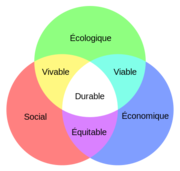 Écologique
Vivable
Viable
Durable
Social
Économique
Équitable